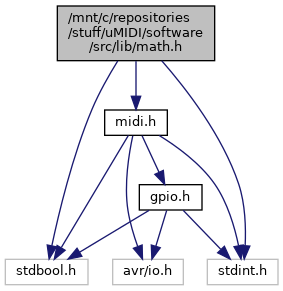 /mnt/c/repositories
/stuff/uMIDI/software
/src/lib/math.h
midi.h
gpio.h
stdbool.h
avr/io.h
stdint.h